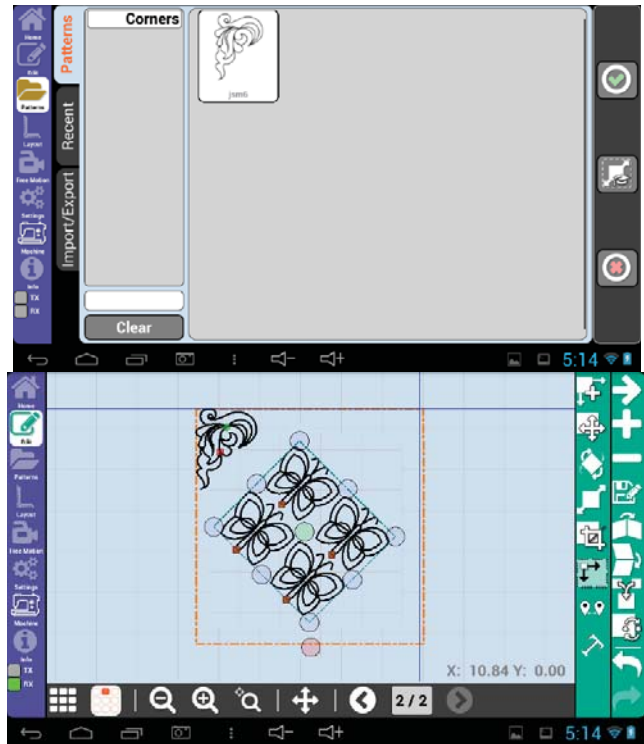 Home
Edit
Patterns
Layout
Free Motion
Settings
Machine
Info
TX
RX
Patterns
Recent
Import/Export
Corners
Clear
jsm6
5:14
Home
Edit
Patterns
Layout
Free Motion
Settings
Machine
Info
TX
RX
X: 10.84 Y: 0.00
2 / 2
5:14